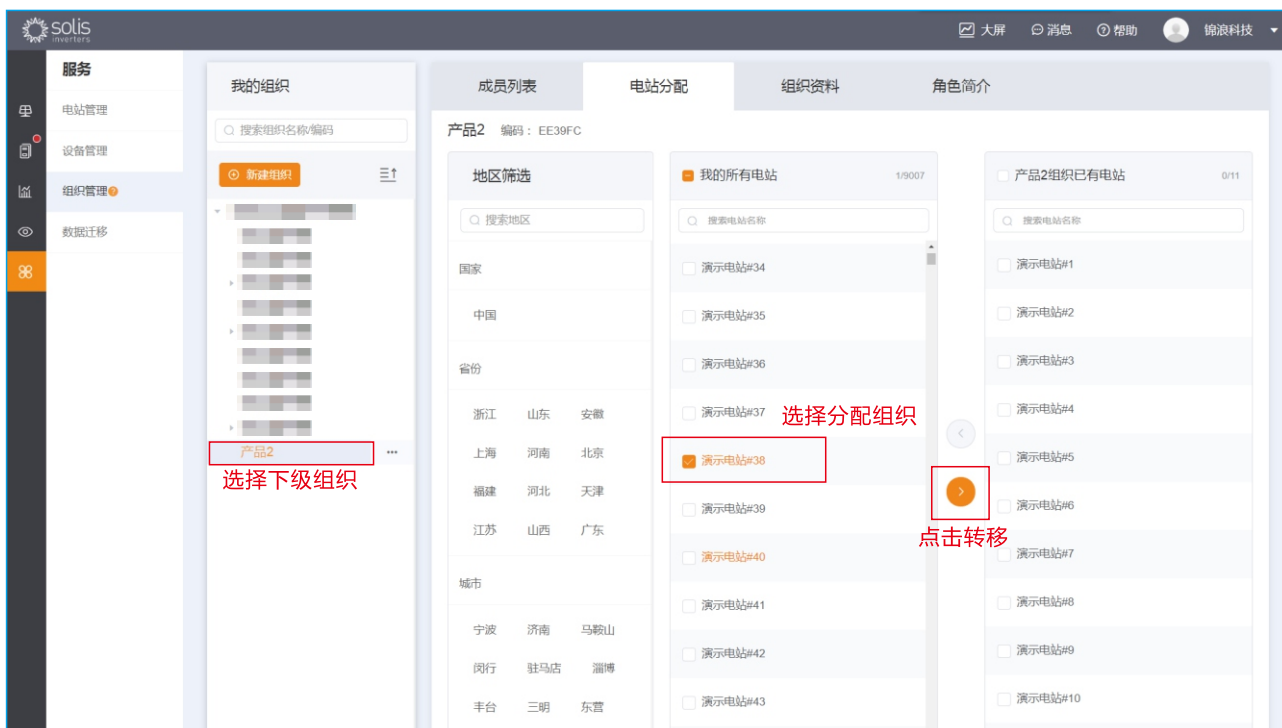 solis
inverters
大屏
消息
帮助
锦浪科技
服务
电站管理
设备管理
组织管理
数据迁移
我的组织
搜索组织名称/编码
新建组织
产品2
选择下级组织
成员列表
电站分配
组织资料
角色简介
产品2 编码： EE39FC
地区筛选
搜索地区
国家
中国
省份
浙江 山东 安徽
上海 河南 北京
福建 河北 天津
江苏 山西 广东
城市
宁波 济南 马鞍山
闵行 驻马店 淄博
丰台 三明 东营
我的所有电站 1/9007
搜索电站名称
演示电站#34
演示电站#35
演示电站#36
演示电站#37
选择分配组织
演示电站#38
演示电站#39
演示电站#40
演示电站#41
演示电站#42
演示电站#43
点击转移
产品2组织已有电站 0/11
搜索电站名称
演示电站#1
演示电站#2
演示电站#3
演示电站#4
演示电站#5
演示电站#6
演示电站#7
演示电站#8
演示电站#9
演示电站#10